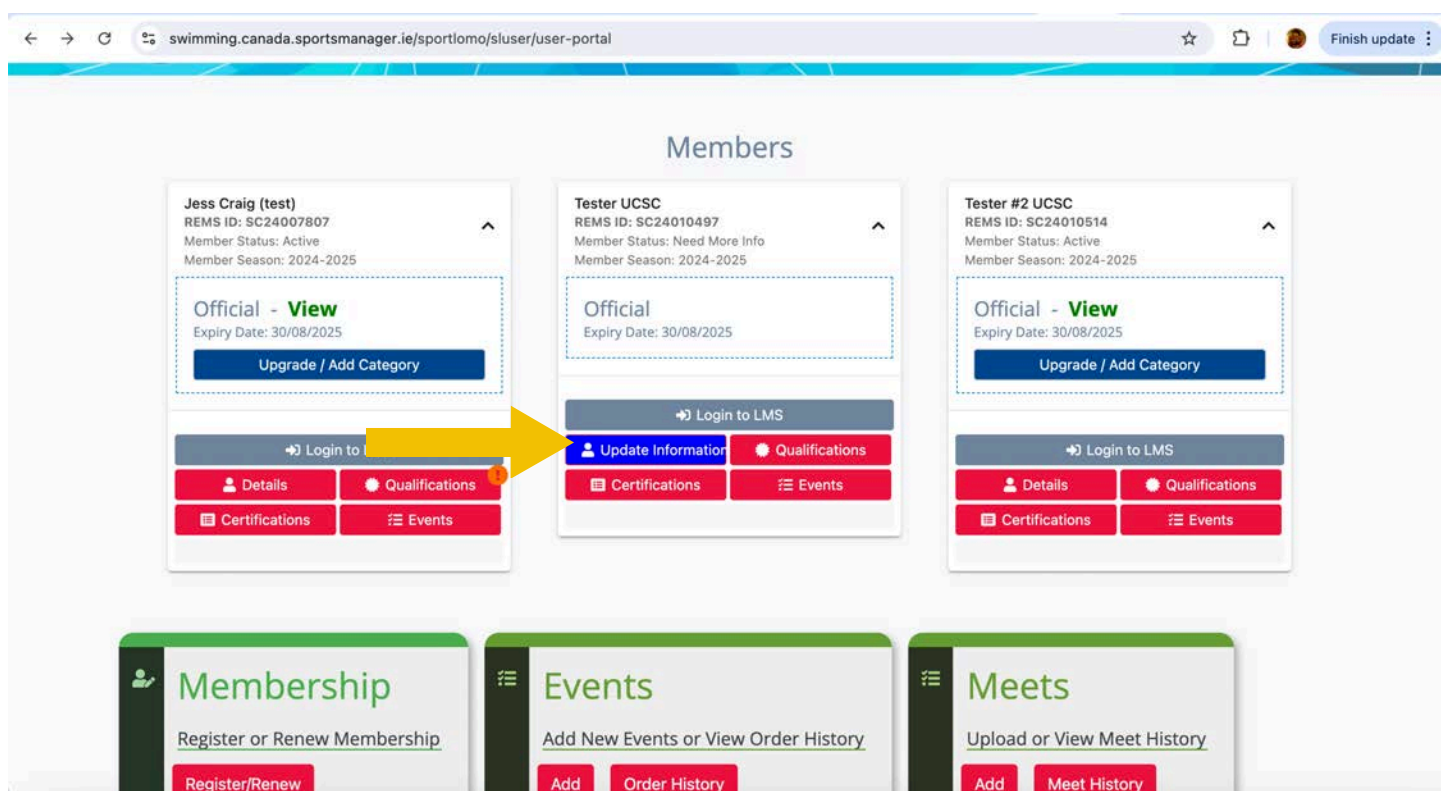 swimming.canada.sportsmanager.ie/sportlomo/sluser/user-portal
Finish update
Members
Jess Craig (test)
REMS ID: SC24007807
Member Status: Active
Member Season: 2024-2025
Official - View
Expiry Date: 30/08/2025
Upgrade / Add Category
Login to
Details
Qualifications
!
Certifications
Events
Tester UCSC
REMS ID: SC24010497
Member Status: Need More Info
Member Season: 2024-2025
Official
Expiry Date: 30/08/2025
Login to LMS
Update Information
Qualifications
Certifications
Events
Tester #2 UCSC
REMS ID: SC24010514
Member Status: Active
Member Season: 2024-2025
Official - View
Expiry Date: 30/08/2025
Upgrade / Add Category
Login to LMS
Details
Qualifications
Certifications
Events
Membership
Register or Renew Membership
Register/Renew
Events
Add New Events or View Order History
Add
Order History
Meets
Upload or View Meet History
Add
Meet History